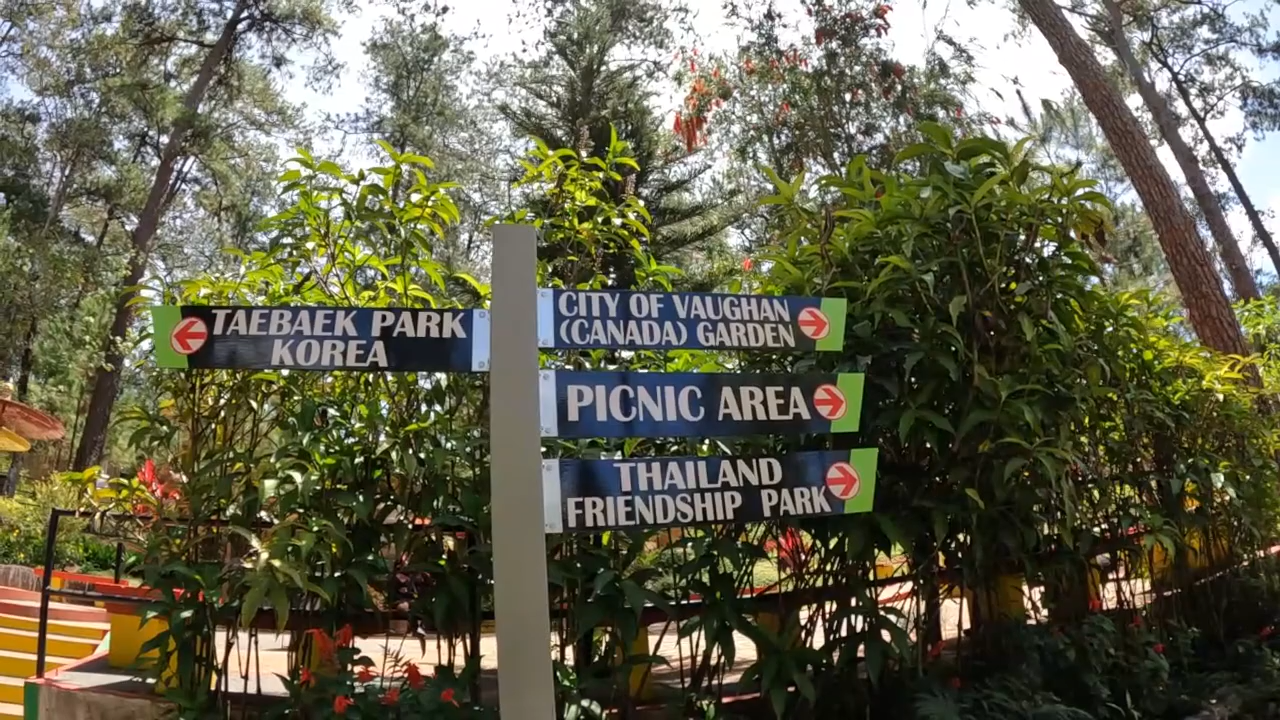 TAEBAEK PARK
KOREA
CITY OF VAUGHAN
(CANADA) GARDEN
PICNIC AREA
THAILAND
FRIENDSHIP PARK